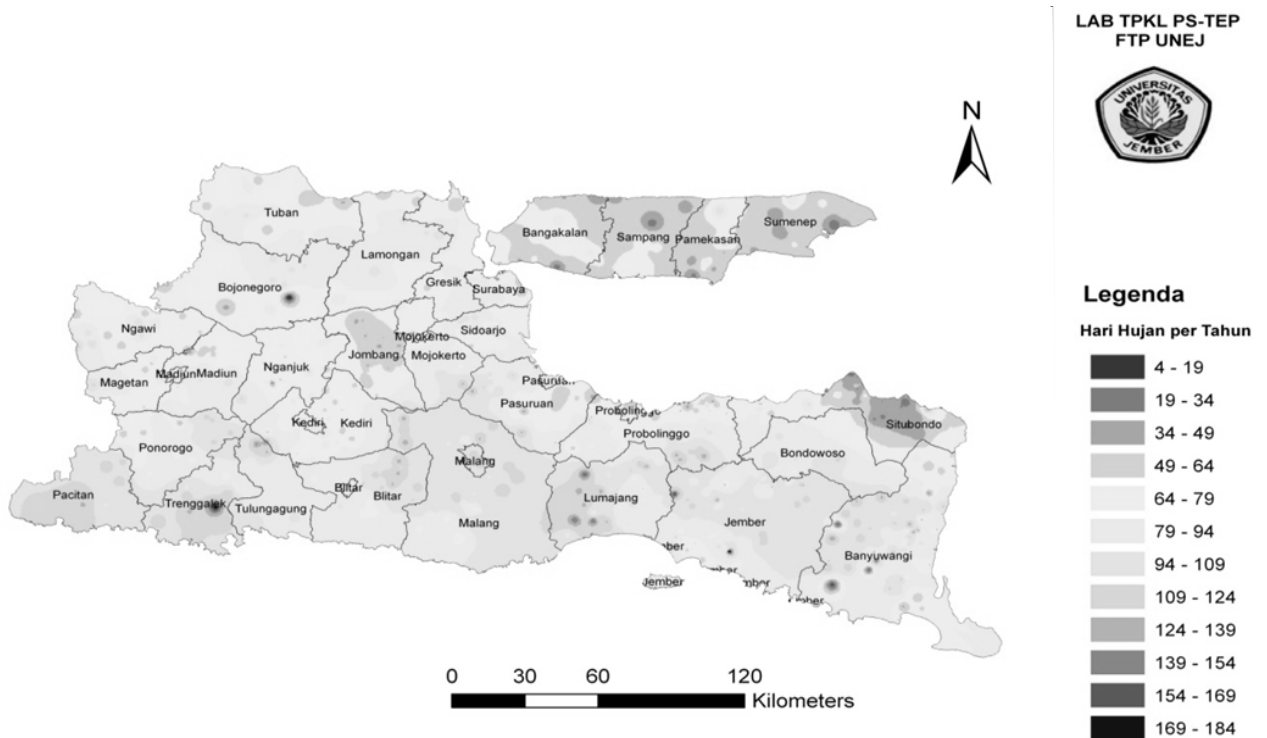 LAB TPKL PS-TEP
FTP UNEJ
UNIVERSITAS
JEMBER
N
Tuban
Lamongan
Bangakalan
Sampang
Pamekasan
Sumenep
Bojonegoro
Gresik
Surabaya
Ngawi
Mojokerto
Sidoarjo
Jombang
Mojokerto
Magetan
Madiun
Madiun
Nganjuk
Pasuruan
Kediri
Kediri
Probolinggo
Probolinggo
Situbondo
Ponorogo
Malang
Bondowoso
Pacitan
Trenggalek
Tulungagung
Blitar
Blitar
Malang
Lumajang
Jember
Banyuwangi
Jember
Legenda
Hari Hujan per Tahun
4 - 19
19 - 34
34 - 49
49 - 64
64 - 79
79 - 94
94 - 109
109 - 124
124 - 139
139 - 154
154 - 169
169 - 184
0 30 60 120
Kilometers